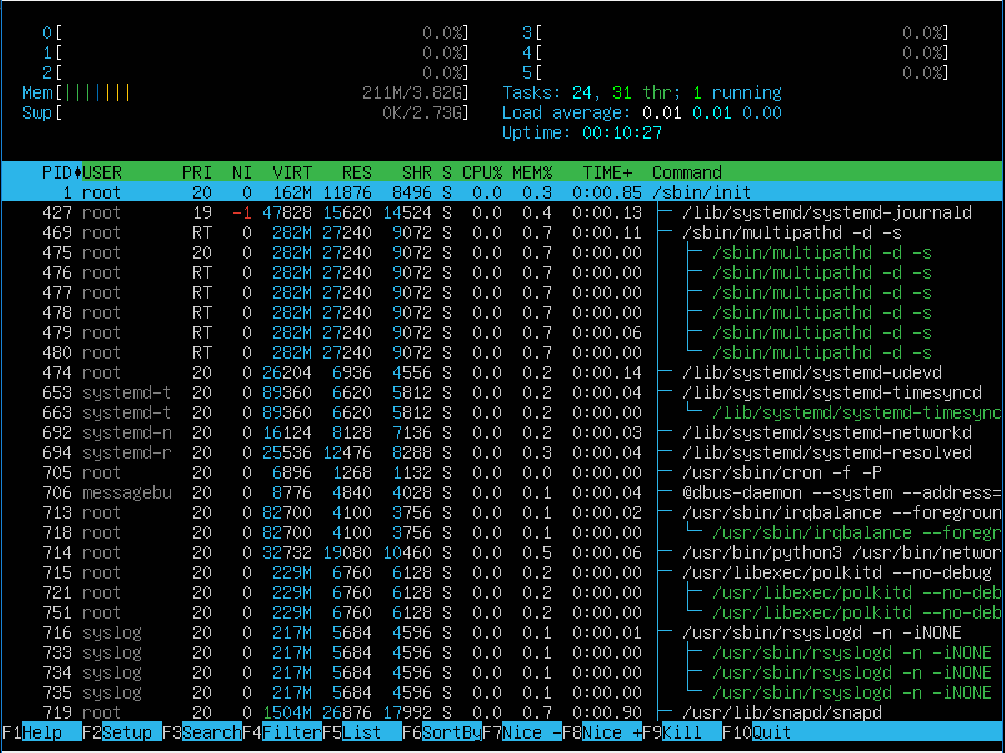 0[ 0.0%] 3[ 0.0%]
1[ 0.0%] 4[ 0.0%]
2[ 0.0%] 5[ 0.0%]
Mem[||||||| 211M/3.82G] Tasks: 24, 31 thr; 1 running
Swp[ 0K/2.73G] Load average: 0.01 0.01 0.00
Uptime: 00:10:27
PID♦USER PRI NI VIRT RES SHR S CPU% MEM% TIME+ Command
1 root 20 0 162M 11876 8496 S 0.0 0.3 0:00.85 /sbin/init
427 root 19 -1 47828 15620 14524 S 0.0 0.4 0:00.13 ├─ /lib/systemd/systemd-journald
469 root RT 0 282M 27240 9072 S 0.0 0.7 0:00.11 ├─ /sbin/multipathd -d -s
475 root 20 0 282M 27240 9072 S 0.0 0.7 0:00.00 │ ├─ /sbin/multipathd -d -s
476 root RT 0 282M 27240 9072 S 0.0 0.7 0:00.00 │ ├─ /sbin/multipathd -d -s
477 root RT 0 282M 27240 9072 S 0.0 0.7 0:00.00 │ ├─ /sbin/multipathd -d -s
478 root RT 0 282M 27240 9072 S 0.0 0.7 0:00.00 │ ├─ /sbin/multipathd -d -s
479 root RT 0 282M 27240 9072 S 0.0 0.7 0:00.06 │ ├─ /sbin/multipathd -d -s
480 root RT 0 282M 27240 9072 S 0.0 0.7 0:00.00 │ └─ /sbin/multipathd -d -s
474 root 20 0 26204 6936 4556 S 0.0 0.2 0:00.14 ├─ /lib/systemd/systemd-udevd
653 systemd-t 20 0 89360 6620 5812 S 0.0 0.2 0:00.04 ├─ /lib/systemd/systemd-timesyncd
663 systemd-t 20 0 89360 6620 5812 S 0.0 0.2 0:00.00 │ └─ /lib/systemd/systemd-timesync
692 systemd-n 20 0 16124 8128 7136 S 0.0 0.2 0:00.03 ├─ /lib/systemd/systemd-networkd
694 systemd-r 20 0 25536 12476 8288 S 0.0 0.3 0:00.04 ├─ /lib/systemd/systemd-resolved
705 root 20 0 6896 1268 1132 S 0.0 0.0 0:00.00 ├─ /usr/sbin/cron -f -P
706 messagebu 20 0 8776 4840 4028 S 0.0 0.1 0:00.04 ├─ @dbus-daemon --system --address=
713 root 20 0 82700 4100 3756 S 0.0 0.1 0:00.02 ├─ /usr/sbin/irqbalance --foregroun
718 root 20 0 82700 4100 3756 S 0.0 0.1 0:00.00 │ └─ /usr/sbin/irqbalance --foregr
714 root 20 0 32732 19080 10460 S 0.0 0.5 0:00.06 ├─ /usr/bin/python3 /usr/bin/networ
715 root 20 0 229M 6760 6128 S 0.0 0.2 0:00.00 ├─ /usr/libexec/polkitd --no-debug
721 root 20 0 229M 6760 6128 S 0.0 0.2 0:00.00 │ ├─ /usr/libexec/polkitd --no-deb
751 root 20 0 229M 6760 6128 S 0.0 0.2 0:00.00 │ └─ /usr/libexec/polkitd --no-deb
716 syslog 20 0 217M 5684 4596 S 0.0 0.1 0:00.01 ├─ /usr/sbin/rsyslogd -n -iNONE
733 syslog 20 0 217M 5684 4596 S 0.0 0.1 0:00.00 │ ├─ /usr/sbin/rsyslogd -n -iNONE
734 syslog 20 0 217M 5684 4596 S 0.0 0.1 0:00.00 │ ├─ /usr/sbin/rsyslogd -n -iNONE
735 syslog 20 0 217M 5684 4596 S 0.0 0.1 0:00.00 │ └─ /usr/sbin/rsyslogd -n -iNONE
719 root 20 0 1504M 26876 17992 S 0.0 0.7 0:00.90 ├─ /usr/lib/snapd/snapd
F1Help F2Setup F3SearchF4FilterF5List F6SortByF7Nice -F8Nice +F9Kill F10Quit